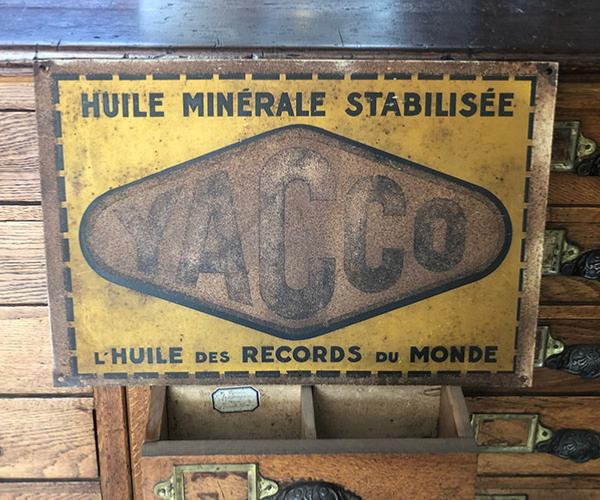 HUILE MINÉRALE STABILISÉE
YACCO
L'HUILE DES RECORDS DU MONDE